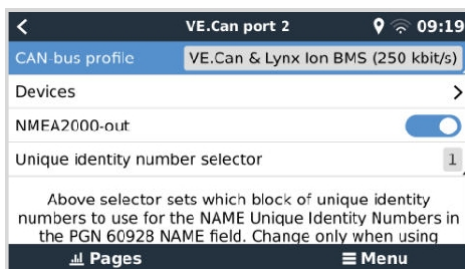 VE.Can port 2 09:19
CAN-bus profile VE.Can & Lynx Ion BMS (250 kbit/s)
Devices
NMEA2000-out
Unique identity number selector 1
Above selector sets which block of unique identity
numbers to use for the NAME Unique Identity Numbers in
the PGN 60928 NAME field. Change only when using
Pages Menu